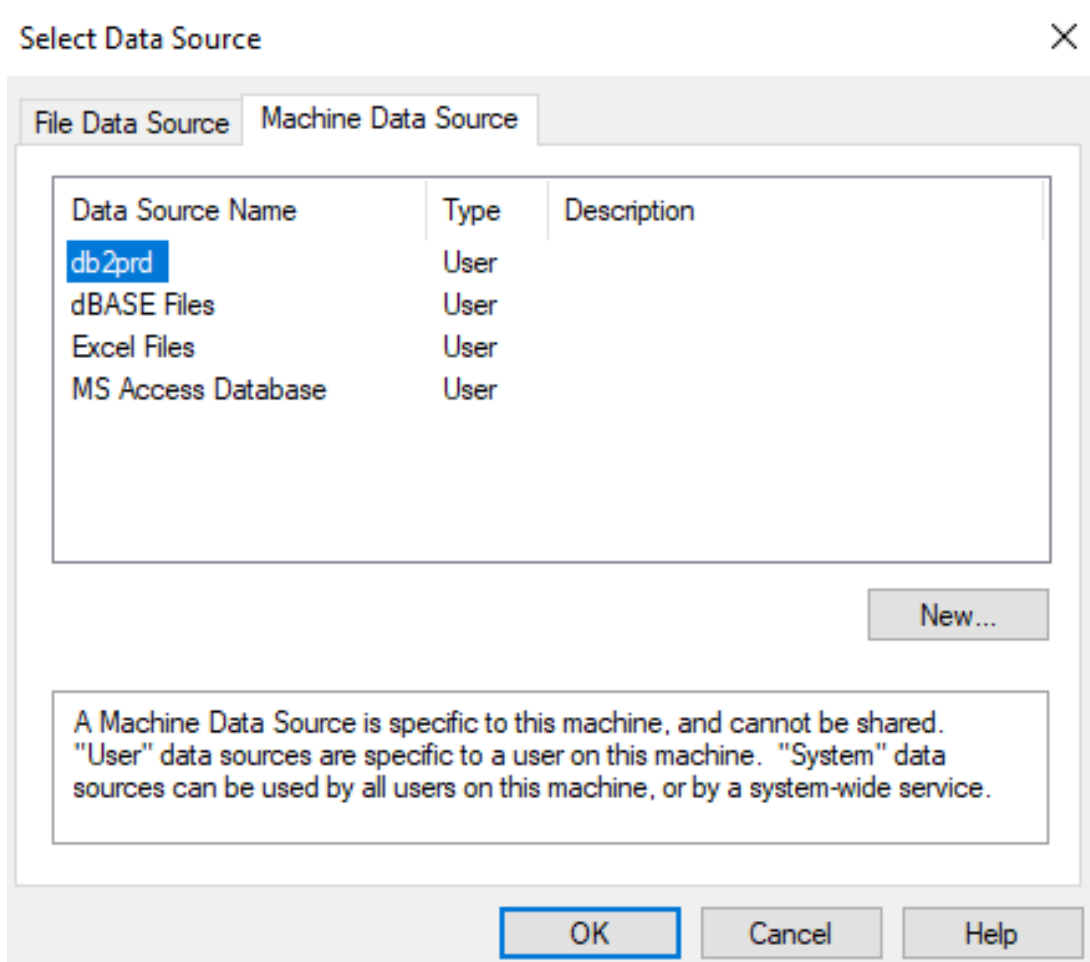 Select Data Source
File Data Source Machine Data Source
Data Source Name Type Description
db2prd User
dBASE Files User
Excel Files User
MS Access Database User
New...
A Machine Data Source is specific to this machine, and cannot be shared.
"User" data sources are specific to a user on this machine.  "System" data
sources can be used by all users on this machine, or by a system-wide service.
OK Cancel Help